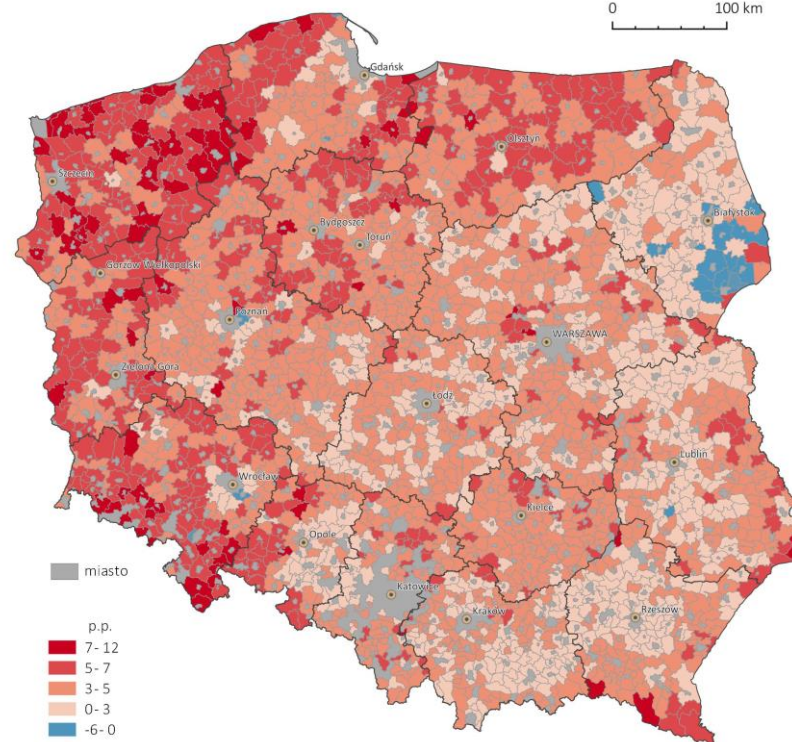 0 100 km
Gdańsk
Olsztyn
Szczecin
Białystok
Bydgoszcz
Toruń
Gorzów Wielkopolski
Poznań
WARSZAWA
Zielona Góra
Łódź
Lublin
Wrocław
Kielce
Opole
miasto
Katowice
Kraków
Rzeszów
p.p.
7 - 12
5 - 7
3 - 5
0 - 3
-6 - 0